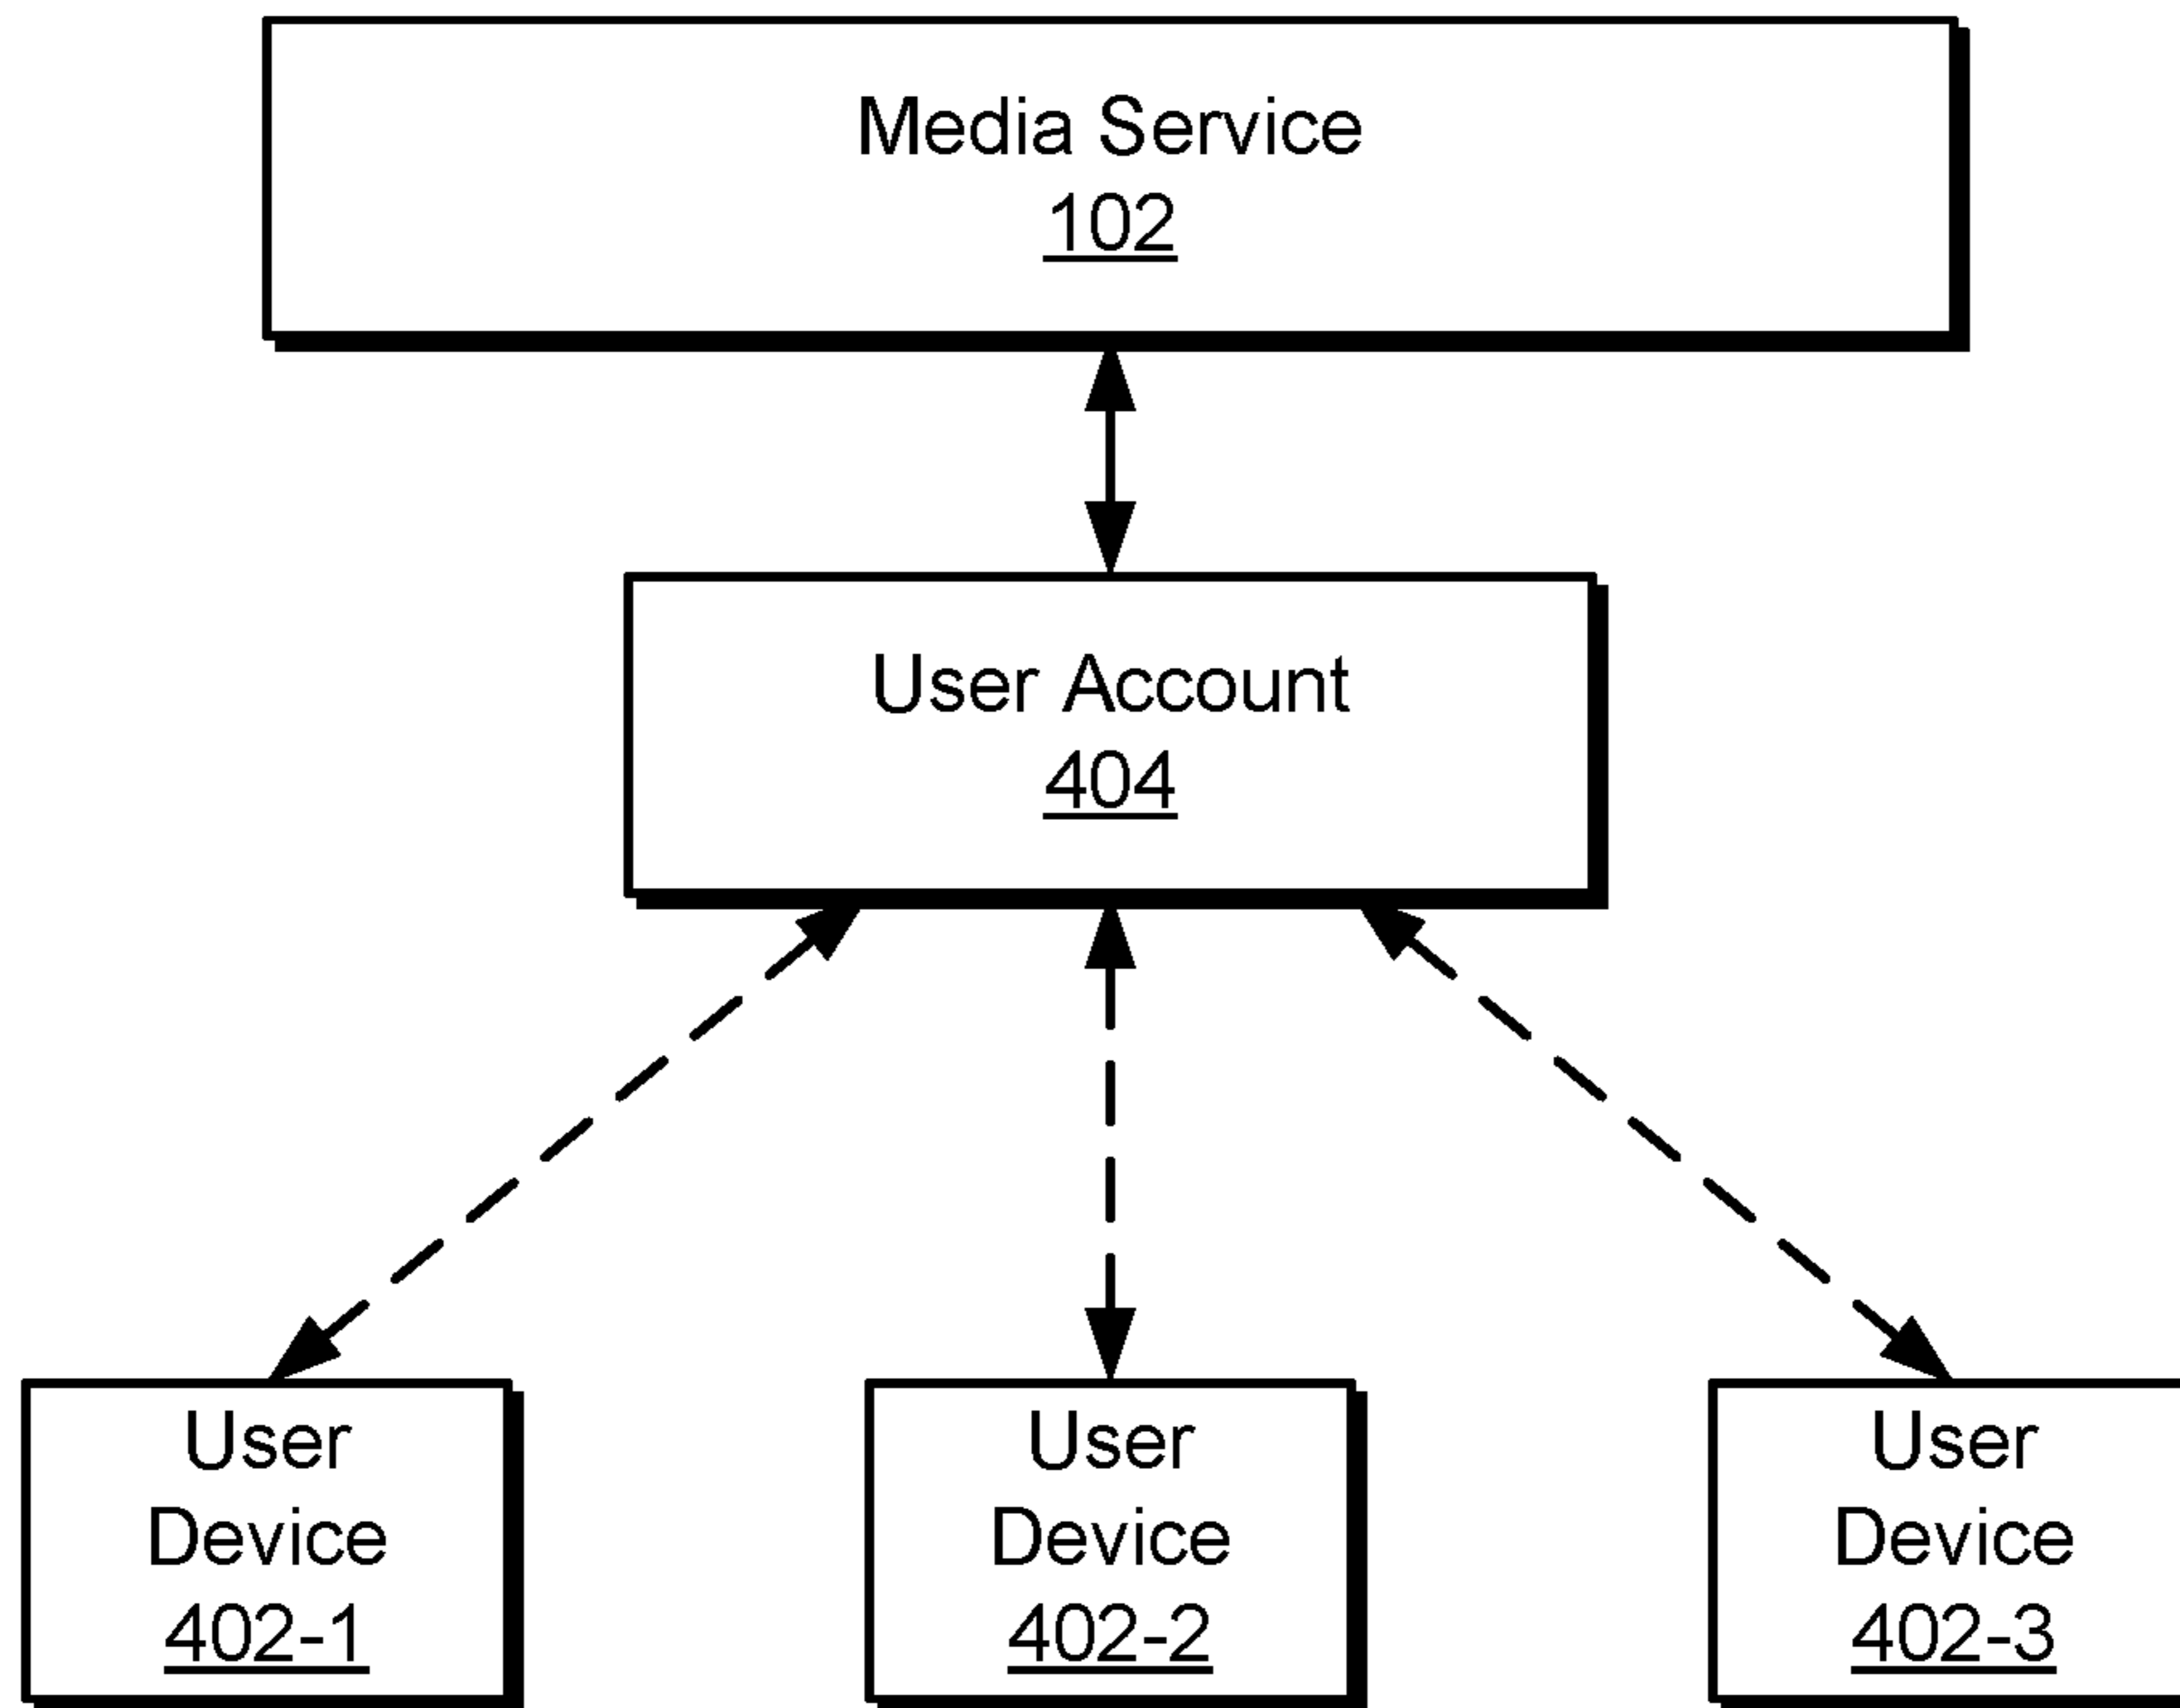 Media Service
102
User Account
404
User
Device
402-1
User
Device
402-2
User
Device
402-3